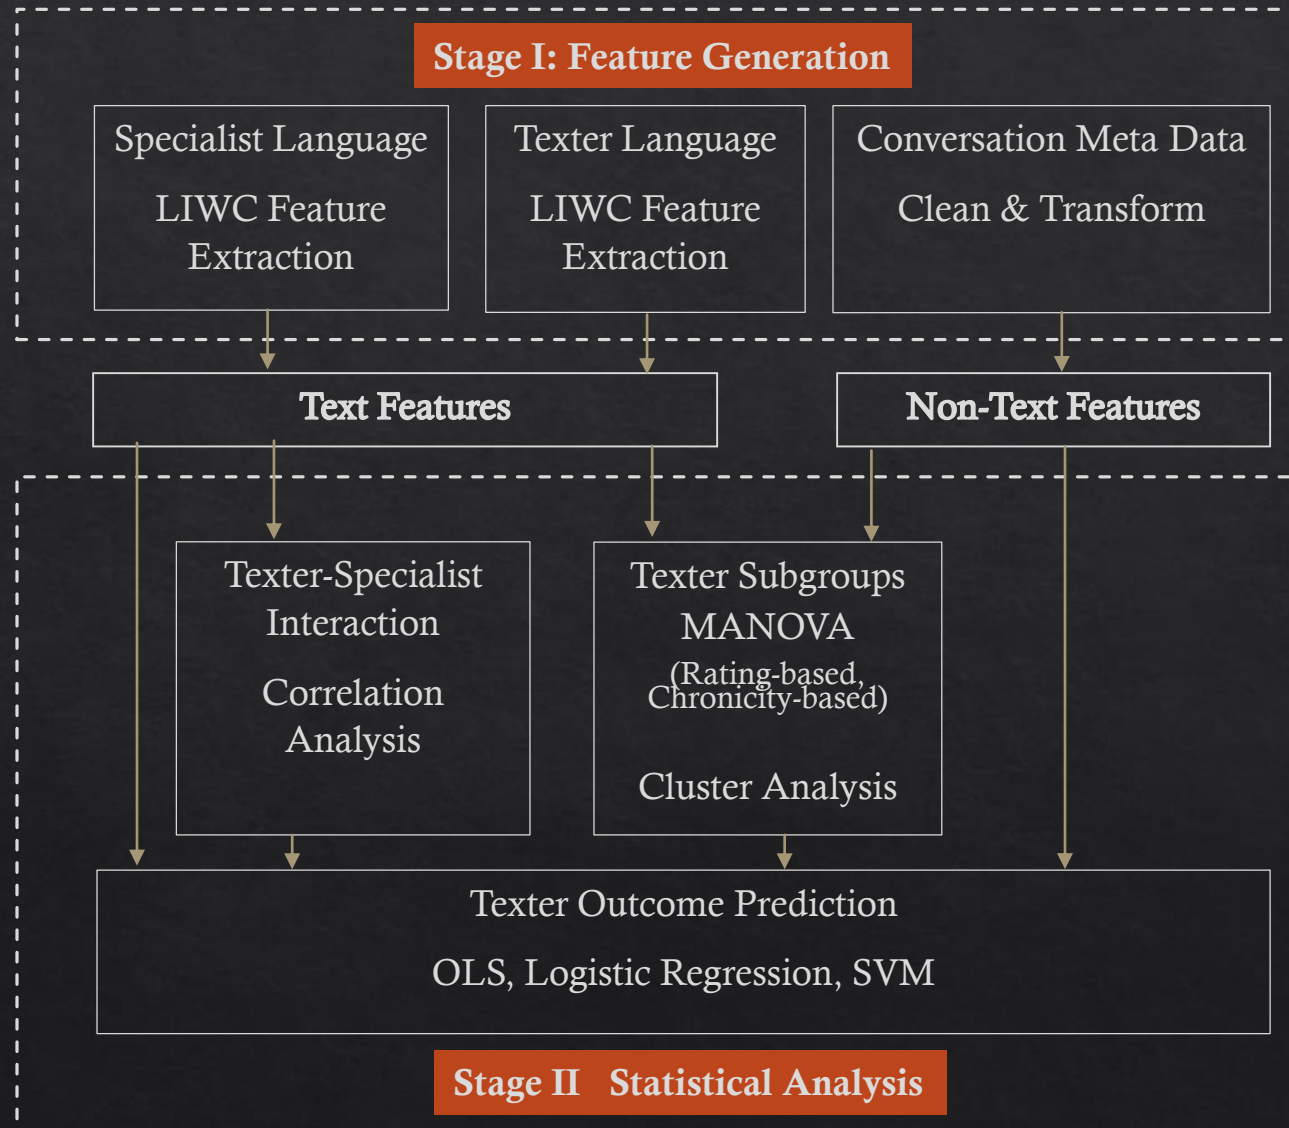 Stage I: Feature Generation
Specialist Language
LIWC Feature
Extraction
Texter Language
LIWC Feature
Extraction
Conversation Meta Data
Clean & Transform
Text Features
Non-Text Features
Texter-Specialist
Interaction
Correlation
Analysis
Texter Subgroups
MANOVA
(Rating-based,
Chronicity-based)
Cluster Analysis
Texter Outcome Prediction
OLS, Logistic Regression, SVM
Stage II   Statistical Analysis